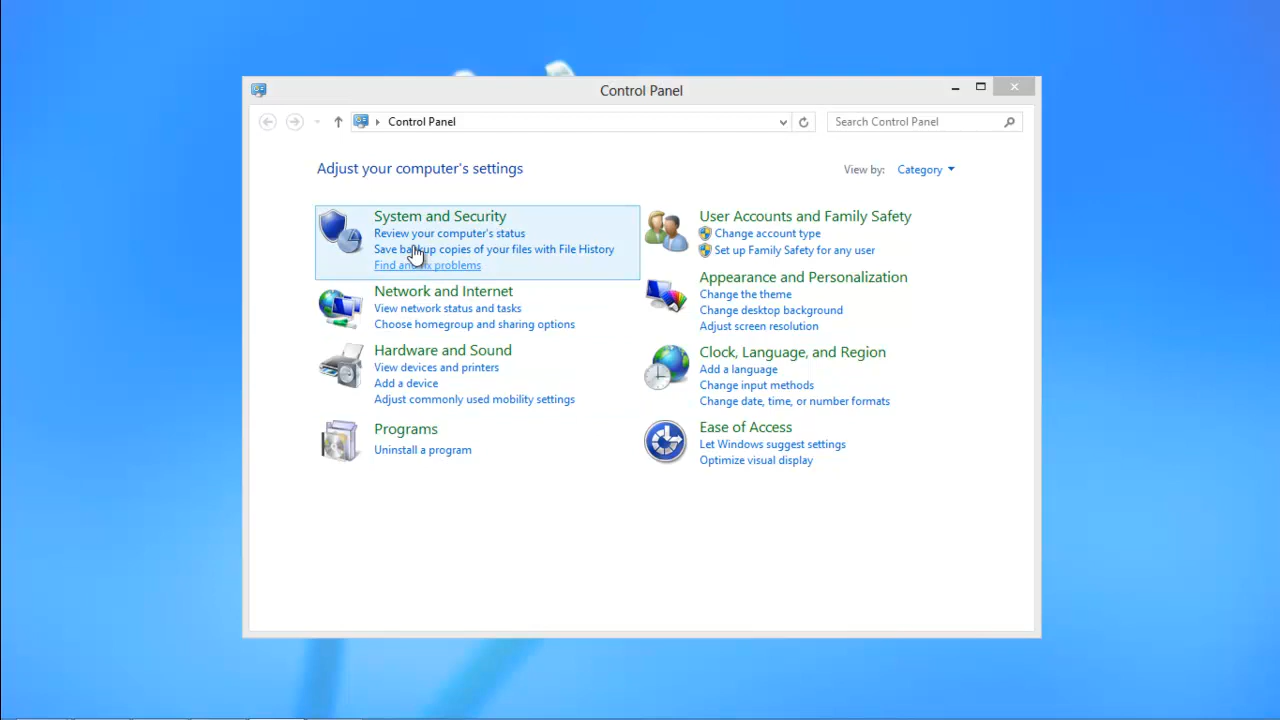 Control Panel
Control Panel
Search Control Panel
Adjust your computer's settings
View by: Category
System and Security
Review your computer's status
Save backup copies of your files with File History
Find and fix problems
Network and Internet
View network status and tasks
Choose homegroup and sharing options
Hardware and Sound
View devices and printers
Add a device
Adjust commonly used mobility settings
Programs
Uninstall a program
User Accounts and Family Safety
Change account type
Set up Family Safety for any user
Appearance and Personalization
Change the theme
Change desktop background
Adjust screen resolution
Clock, Language, and Region
Add a language
Change input methods
Change date, time, or number formats
Ease of Access
Let Windows suggest settings
Optimize visual display